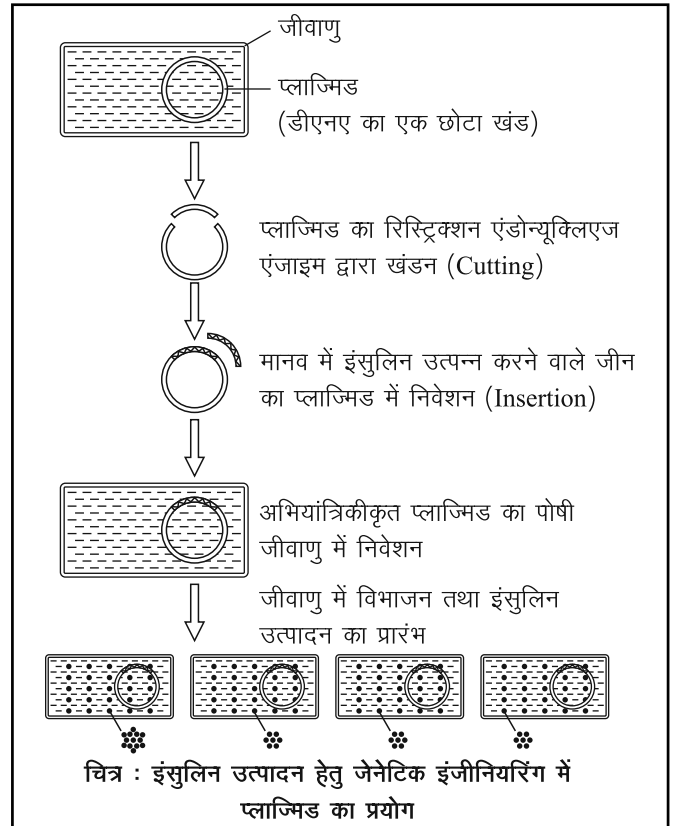 जीवाणु
प्लाज्मिड
(डीएनए का एक छोटा खंड)
प्लाज्मिड का रिस्ट्रिक्शन एंडोन्यूक्लिएज
एंजाइम द्वारा खंडन (Cutting)
मानव में इंसुलिन उत्पन्न करने वाले जीन
का प्लाज्मिड में निवेशन (Insertion)
अभियांत्रिकीकृत प्लाज्मिड का पोषी
जीवाणु में निवेशन
जीवाणु में विभाजन तथा इंसुलिन
उत्पादन का प्रारंभ
चित्र : इंसुलिन उत्पादन हेतु जेनेटिक इंजीनियरिंग में
प्लाज्मिड का प्रयोग